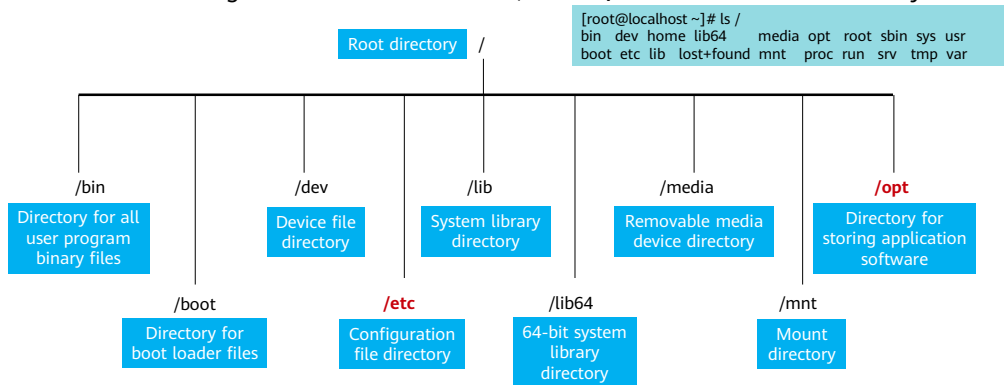 [root@localhost ~]# ls /
bin dev home lib64 media opt root sbin sys usr
boot etc lib lost+found mnt proc run srv tmp var
Root directory /
/bin
Directory for all
user program
binary files
/dev
Device file
directory
/lib
System library
directory
/media
Removable media
device directory
/opt
Directory for
storing application
software
/boot
Directory for
boot loader files
/etc
Configuration
file directory
/lib64
64-bit system
library
directory
/mnt
Mount
directory